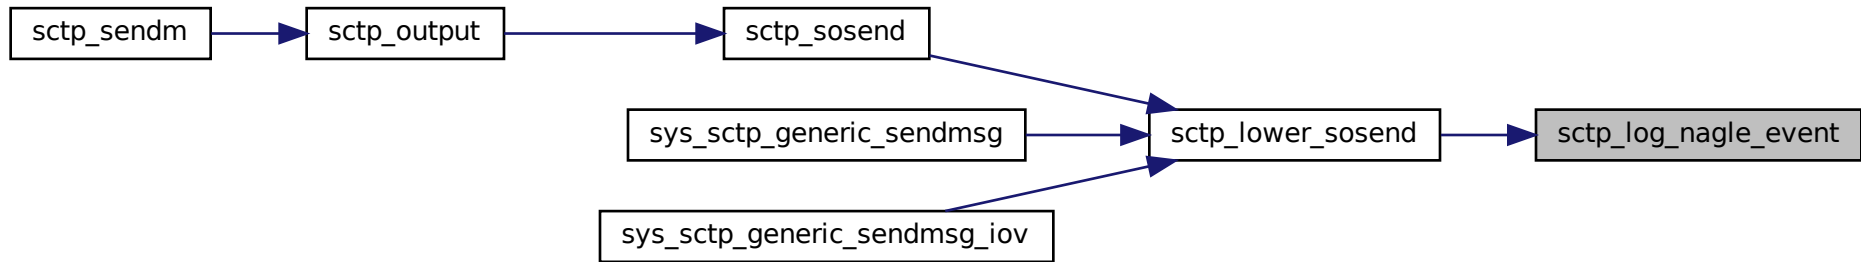 sctp_sendm
sctp_output
sctp_sosend
sys_sctp_generic_sendmsg
sctp_lower_sosend
sctp_log_nagle_event
sys_sctp_generic_sendmsg_iov